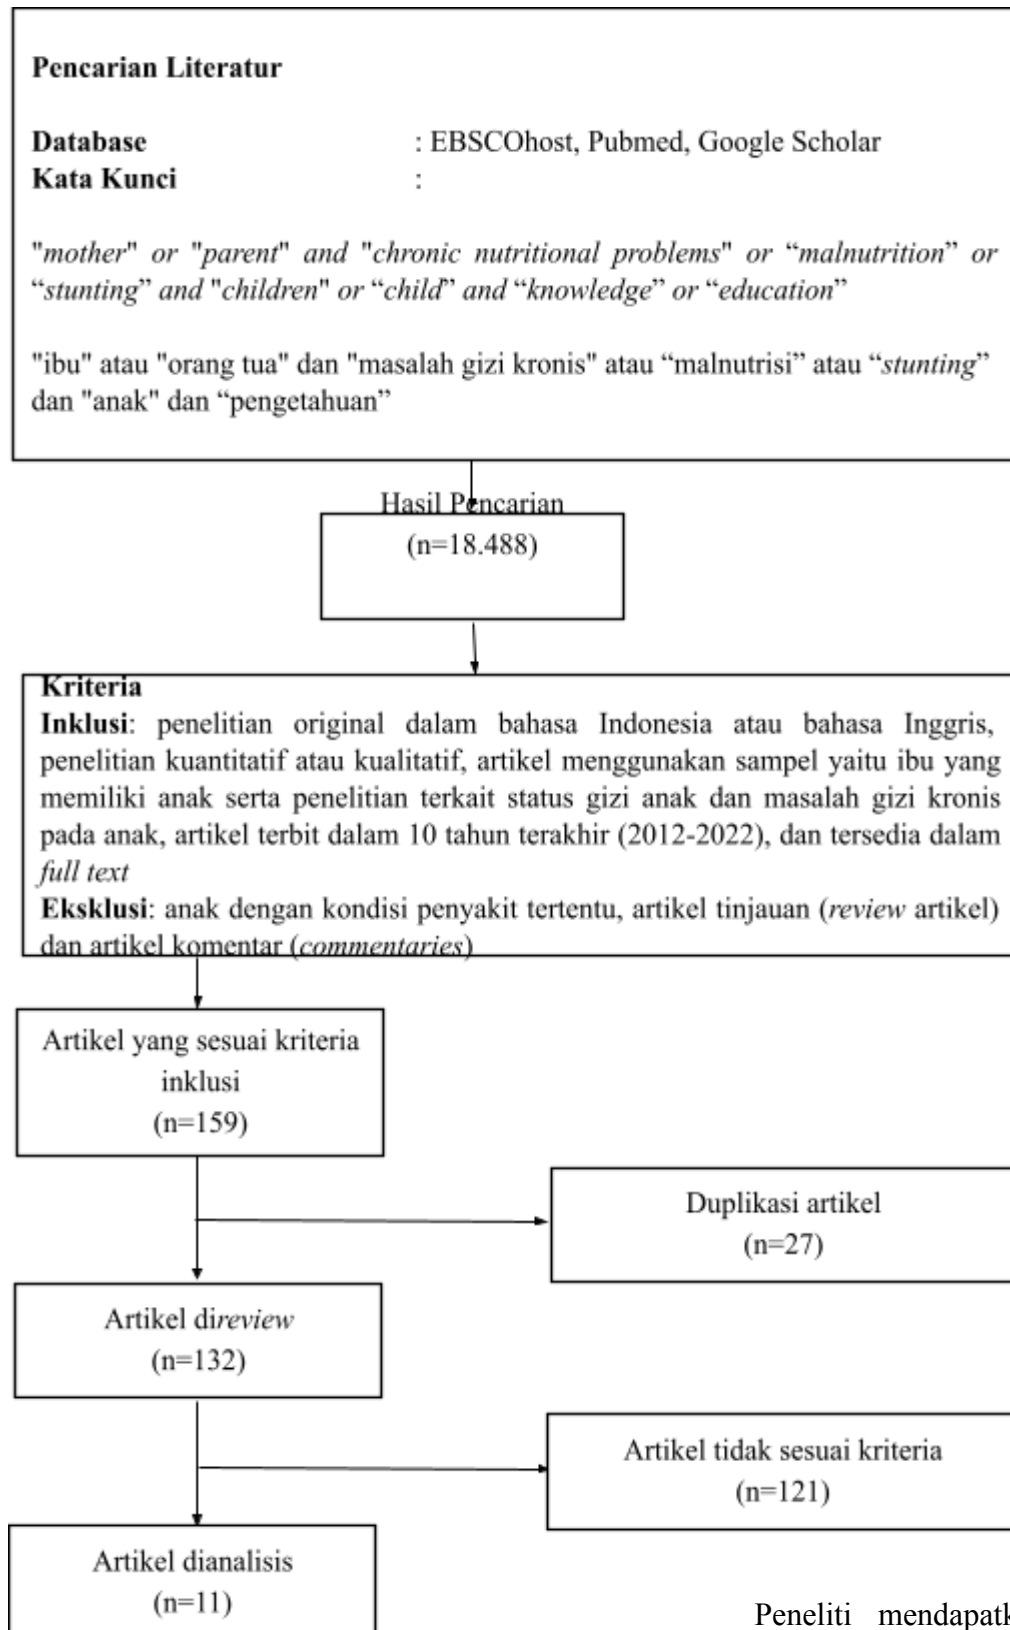 Pencarian Literatur
Database : EBSCOhost, Pubmed, Google Scholar
Kata Kunci :
"mother" or "parent" and "chronic nutritional problems" or “malnutrition” or
“stunting” and "children" or “child” and “knowledge” or “education”
"ibu" atau "orang tua" dan "masalah gizi kronis" atau “malnutrisi” atau “stunting”
dan "anak" dan “pengetahuan”
Hasil Pencarian
(n=18.488)
Kriteria
Inklusi: penelitian original dalam bahasa Indonesia atau bahasa Inggris,
penelitian kuantitatif atau kualitatif, artikel menggunakan sampel yaitu ibu yang
memiliki anak serta penelitian terkait status gizi anak dan masalah gizi kronis
pada anak, artikel terbit dalam 10 tahun terakhir (2012-2022), dan tersedia dalam
full text
Eksklusi: anak dengan kondisi penyakit tertentu, artikel tinjauan (review artikel)
dan artikel komentar (commentaries)
Artikel yang sesuai kriteria
inklusi
(n=159)
Duplikasi artikel
(n=27)
Artikel direview
(n=132)
Artikel tidak sesuai kriteria
(n=121)
Artikel dianalisis
(n=11)
Peneliti